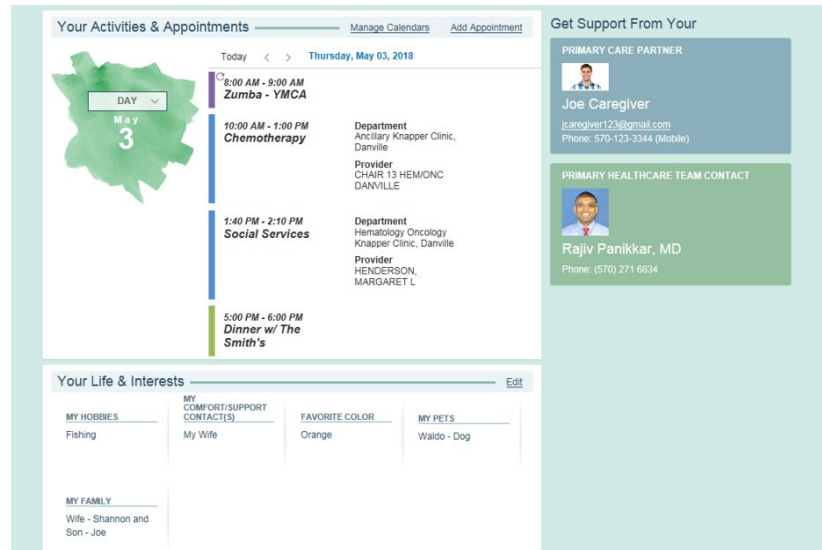 Your Activities & Appointments
Manage Calendars
Add Appointment
Today < > Thursday, May 03, 2018
DAY
May
3
8:00 AM - 9:00 AM
Zumba - YMCA
10:00 AM - 1:00 PM
Chemotherapy
Department
Ancillary Knapper Clinic,
Danville
Provider
CHAIR 13 HEM/ONC
DANVILLE
1:40 PM - 2:10 PM
Social Services
Department
Hematology Oncology
Knapper Clinic, Danville
Provider
HENDERSON,
MARGARET L
5:00 PM - 6:00 PM
Dinner w/ The
Smith's
Your Life & Interests
Edit
MY HOBBIES
Fishing
MY
COMFORT/SUPPORT
CONTACT(S)
My Wife
FAVORITE COLOR
Orange
MY PETS
Waldo - Dog
MY FAMILY
Wife - Shannon and
Son - Joe
Get Support From Your
PRIMARY CARE PARTNER
Joe Caregiver
jcaregiver123@gmail.com
Phone: 570-123-3344 (Mobile)
PRIMARY HEALTHCARE TEAM CONTACT
Rajiv Panikkar, MD
Phone: (570) 271 6834